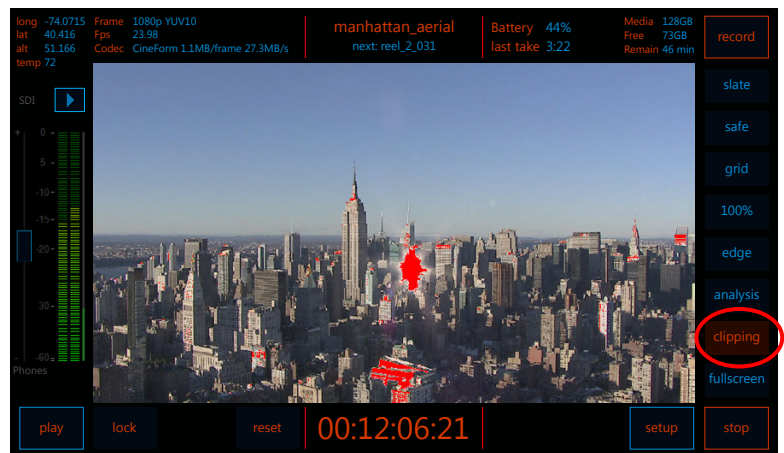 long -74.0715
lat 40.416
alt 51.166
temp 72
Frame 1080p YUV10
Fps 23.98
Codec CineForm 1.1MB/frame 27.3MB/s
manhattan_aerial
next: reel_2_031
Battery 44%
last take 3:22
Media 128GB
Free 73GB
Remain 46 min
record
SDI
slate
safe
grid
100%
edge
analysis
clipping
fullscreen
+
0 -
5 -
-10-
-15-
-20-
30-
- -60-
Phones
play
lock
reset
00:12:06:21
setup
stop